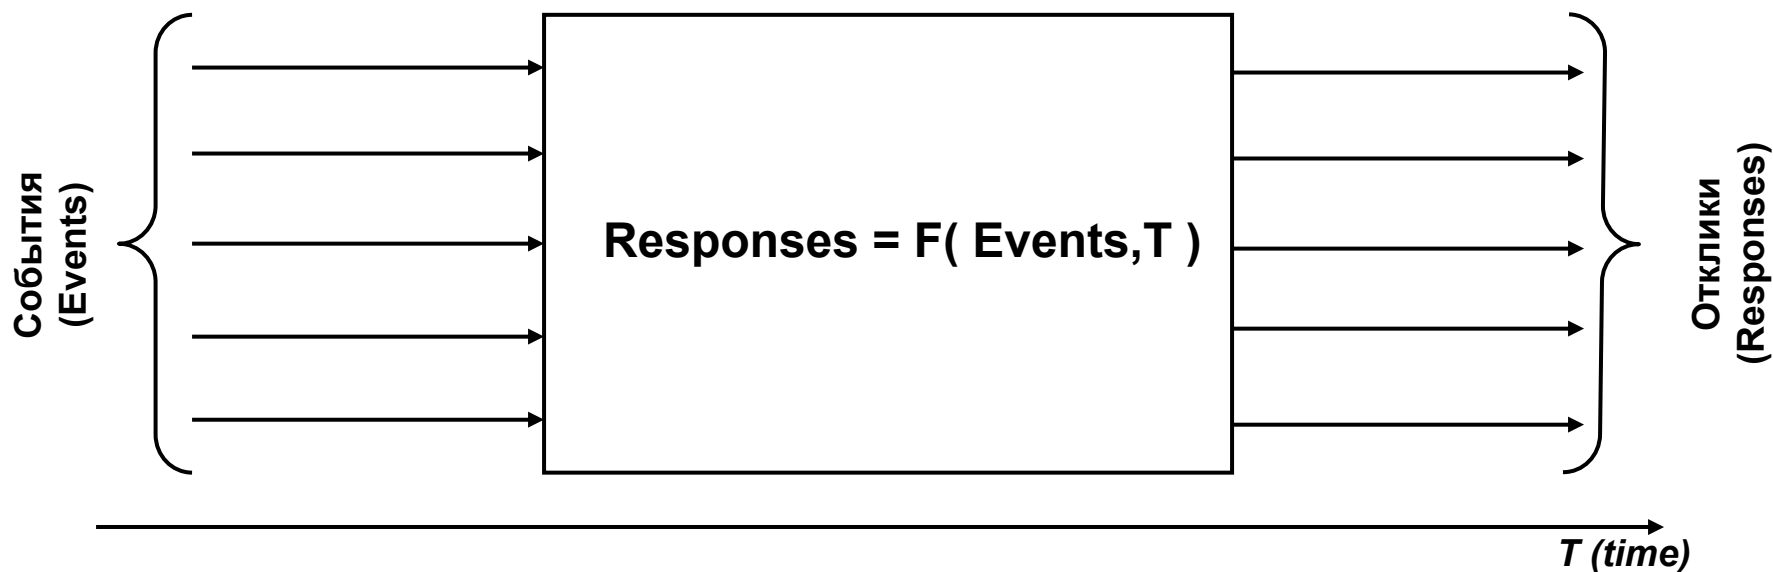 События
(Events)
Responses = F( Events,T )
Отклики
(Responses)
T (time)